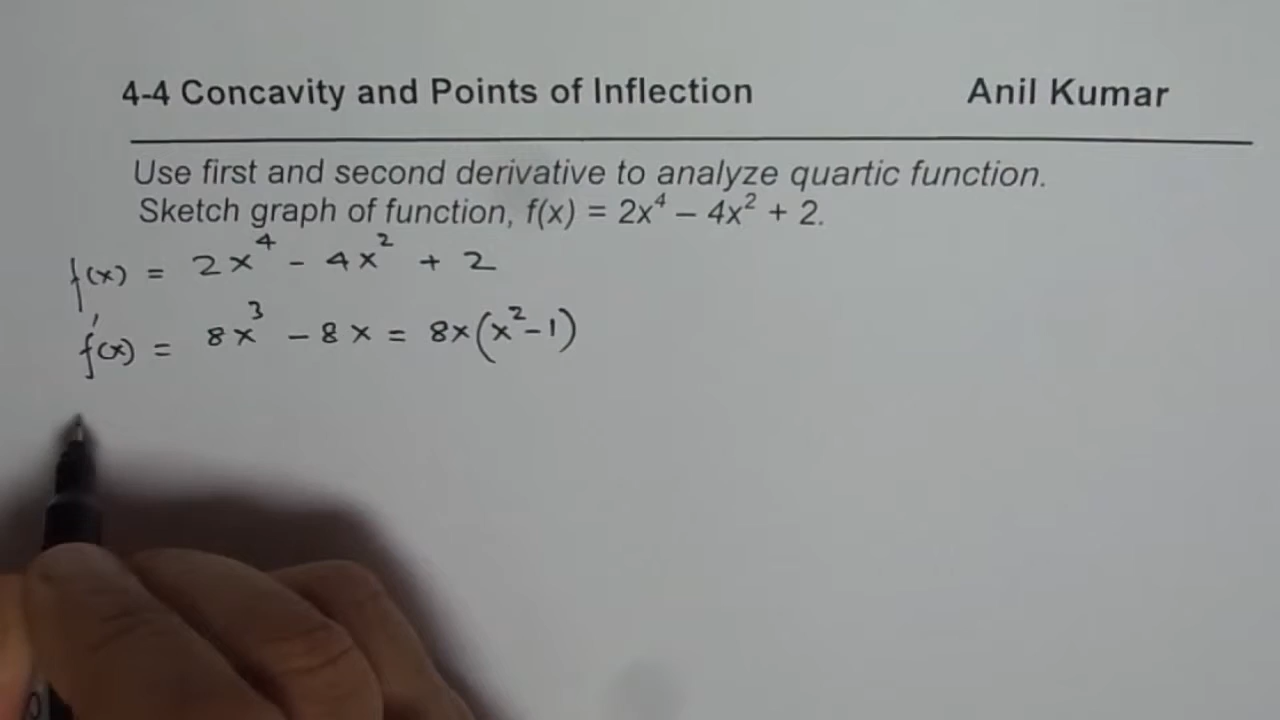 4-4 Concavity and Points of Inflection Anil Kumar
Use first and second derivative to analyze quartic function.
Sketch graph of function, f(x) = 2x⁴ – 4x² + 2.
f(x) = 2x⁴ - 4x² + 2
f'(x) = 8x³ - 8x = 8x(x²-1)